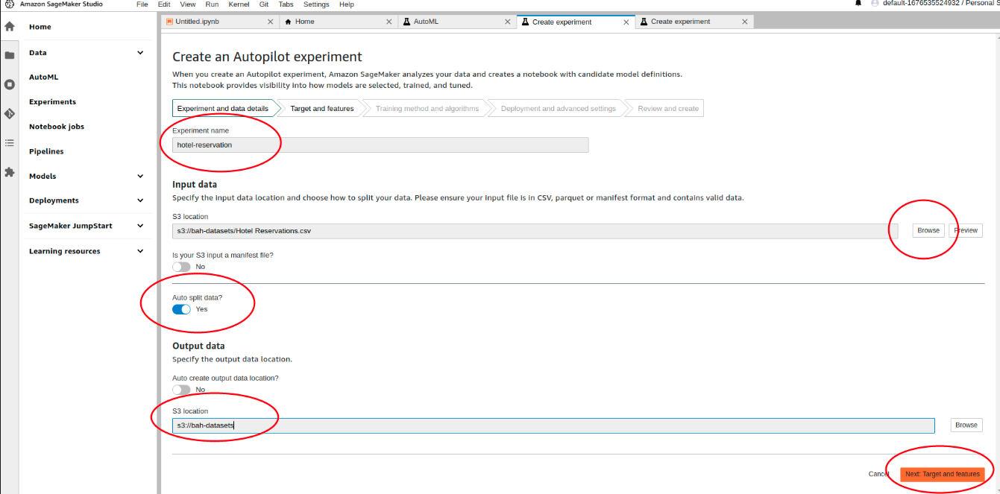 Amazon SageMaker Studio File Edit View Run Kernel Git Tabs Settings Help default-1676535524932 / Personal S
Untitled.ipynb Home AutoML Create experiment Create experiment
Home
Data
AutoML
Experiments
Notebook jobs
Pipelines
Models
Deployments
SageMaker JumpStart
Learning resources
Create an Autopilot experiment
When you create an Autopilot experiment, Amazon SageMaker analyzes your data and creates a notebook with candidate model definitions.
This notebook provides visibility into how models are selected, trained, and tuned.
Experiment and data details Target and features Training method and algorithms Deployment and advanced settings Review and create
Experiment name
hotel-reservation
Input data
Specify the input data location and choose how to split your data. Please ensure your input file is in CSV, parquet or manifest format and contains valid data.
S3 location
s3://bah-datasets/Hotel Reservations.csv Browse Preview
Is your S3 input a manifest file?
No
Auto split data?
Yes
Output data
Specify the output data location.
Auto create output data location?
No
S3 location
s3://bah-datasets Browse
Cancel Next: Target and features